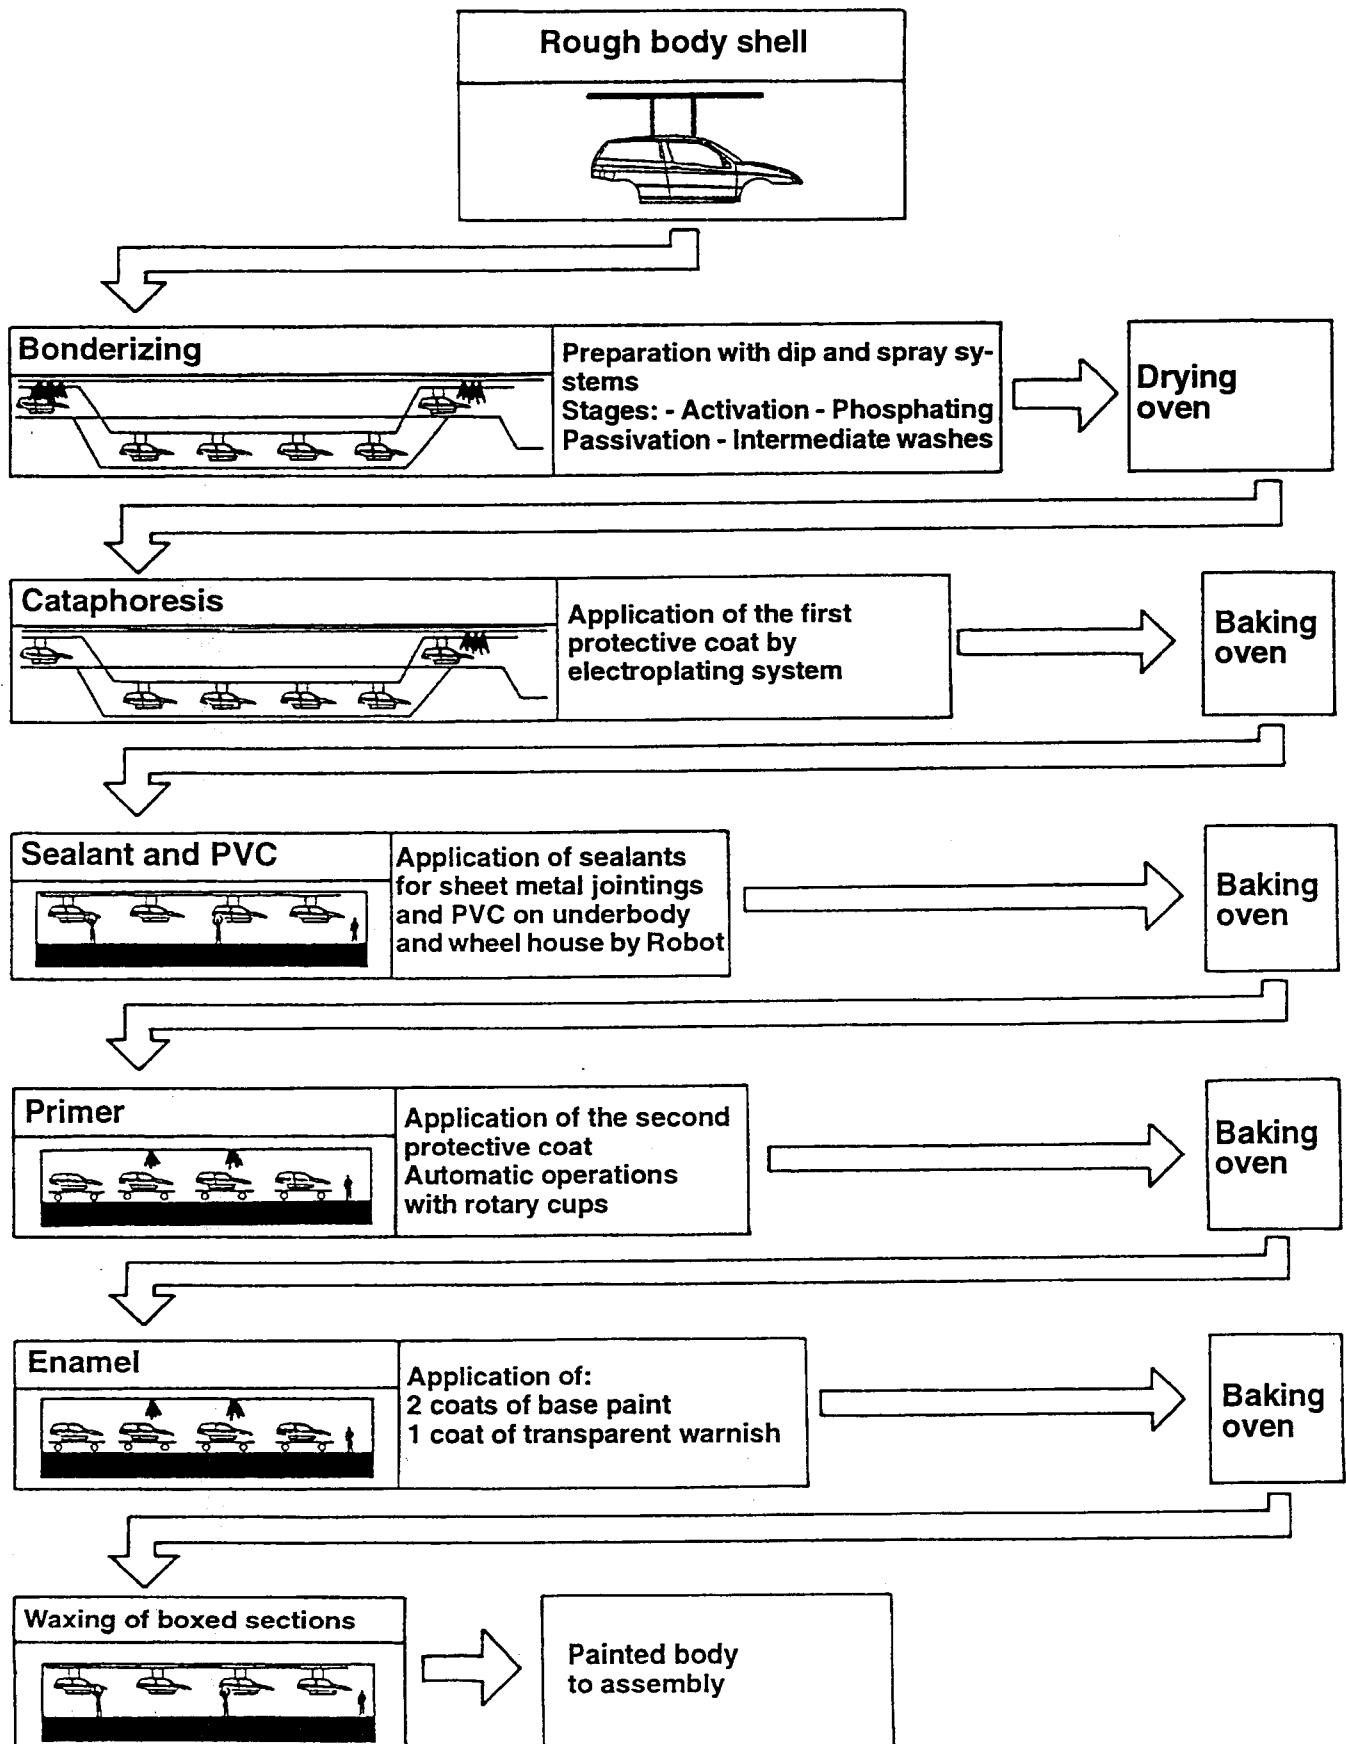 Rough body shell
Bonderizing
Preparation with dip and spray sy-
stems
Stages: - Activation - Phosphating
Passivation - Intermediate washes
Drying
oven
Cataphoresis
Application of the first
protective coat by
electroplating system
Baking
oven
Sealant and PVC
Application of sealants
for sheet metal jointings
and PVC on underbody
and wheel house by Robot
Baking
oven
Primer
Application of the second
protective coat
Automatic operations
with rotary cups
Baking
oven
Enamel
Application of:
2 coats of base paint
1 coat of transparent warnish
Baking
oven
Waxing of boxed sections
Painted body
to assembly